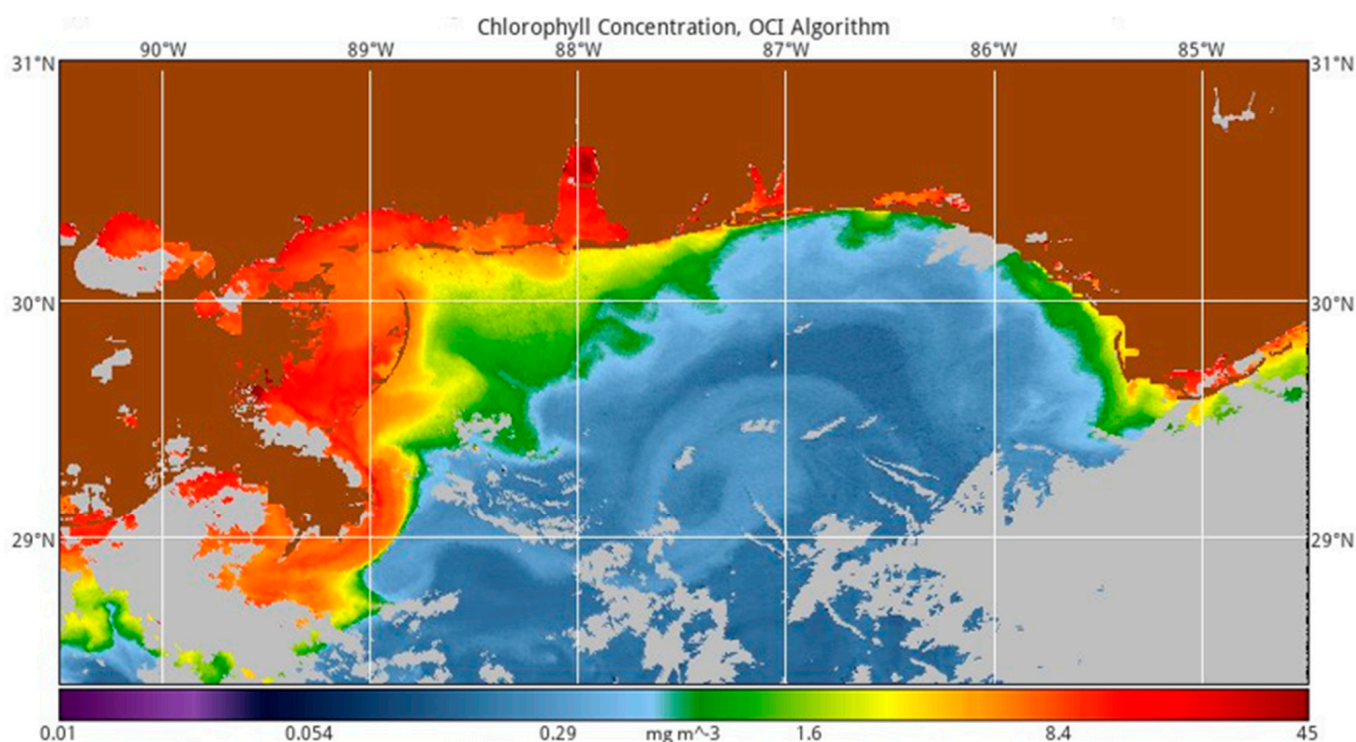 Chlorophyll Concentration, OCI Algorithm
90°W 89°W 88°W 87°W 86°W 85°W
31°N 31°N
30°N 30°N
29°N 29°N
0.01 0.054 0.29 mg m^-3 1.6 8.4 45